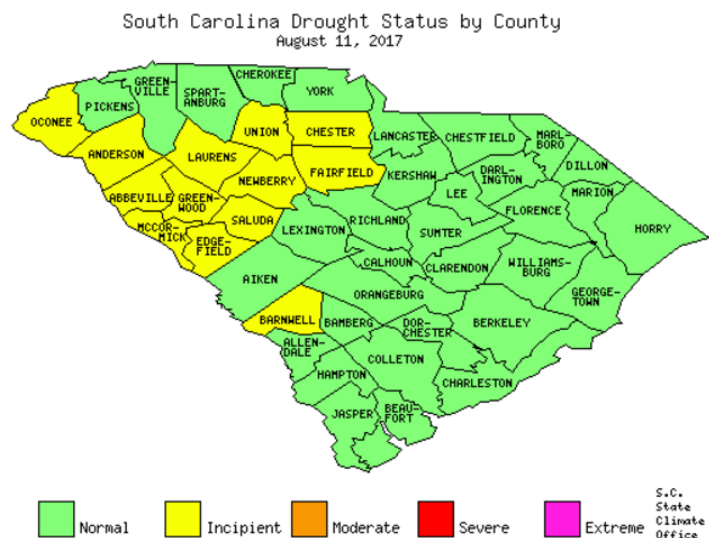 South Carolina Drought Status by County
August 11, 2017
CHEROKEE
GREEN-
VILLE
SPART-
ANBURG
YORK
PICKENS
OCONEE
UNION
CHESTER
LANCASTER
CHESTFIELD
MARL-
BORO
ANDERSON
LAURENS
FAIRFIELD
KERSHAW
DARL-
INGTON
DILLON
NEWBERRY
LEE
MARION
ABBEVILLE
GREEN-
WOOD
SALUDA
RICHLAND
FLORENCE
MCCOR-
MICK
EDGE-
FIELD
LEXINGTON
SUMTER
HORRY
AIKEN
CALHOUN
CLARENDON
WILLIAMS-
BURG
ORANGEBURG
GEORGE-
TOWN
BARNWELL
BAMBERG
DOR-
CHESTER
BERKELEY
ALLEN-
DALE
COLLETON
HAMPTON
CHARLESTON
JASPER
BEAU-
FORT
Normal
Incipient
Moderate
Severe
Extreme
S.C.
State
Climate
Office